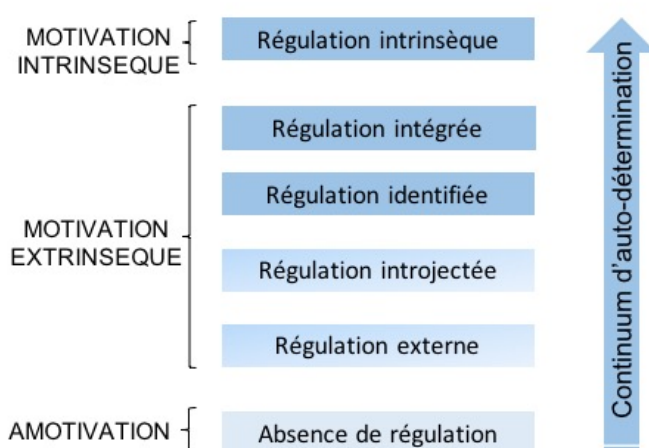 MOTIVATION
INTRINSEQUE
Régulation intrinsèque
MOTIVATION
EXTRINSEQUE
Régulation intégrée
Régulation identifiée
Régulation introjectée
Régulation externe
AMOTIVATION
Absence de régulation
Continuum d'auto-détermination